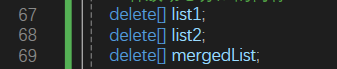 67 delete[] list1;
68 delete[] list2;
69 delete[] mergedList;